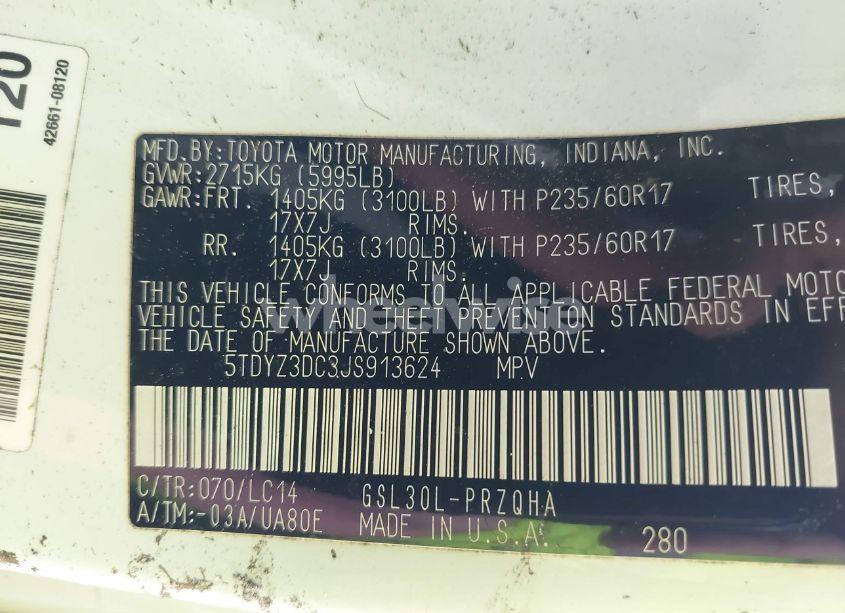 120
42661-08120
MFD.BY:TOYOTA MOTOR MANUFACTURING, INDIANA, INC.
GVWR:2715KG (5995LB)
GAWR:FRT. 1405KG (3100LB) WITH P235/60R17 TIRES,
17X7J RIMS.
RR. 1405KG (3100LB) WITH P235/60R17 TIRES,
17X7J RIMS.
THIS VEHICLE CONFORMS TO ALL APPLICABLE FEDERAL MOTO
VEHICLE SAFETY AND THEFT PREVENTION STANDARDS IN EFF
THE DATE OF MANUFACTURE SHOWN ABOVE.
wheelwise
5TDYZ3DC3JS913624 MPV
C/TR:070/LC14 GSL30L-PRZQHA
A/TM:-03A/UA80E MADE IN U.S.A. 280